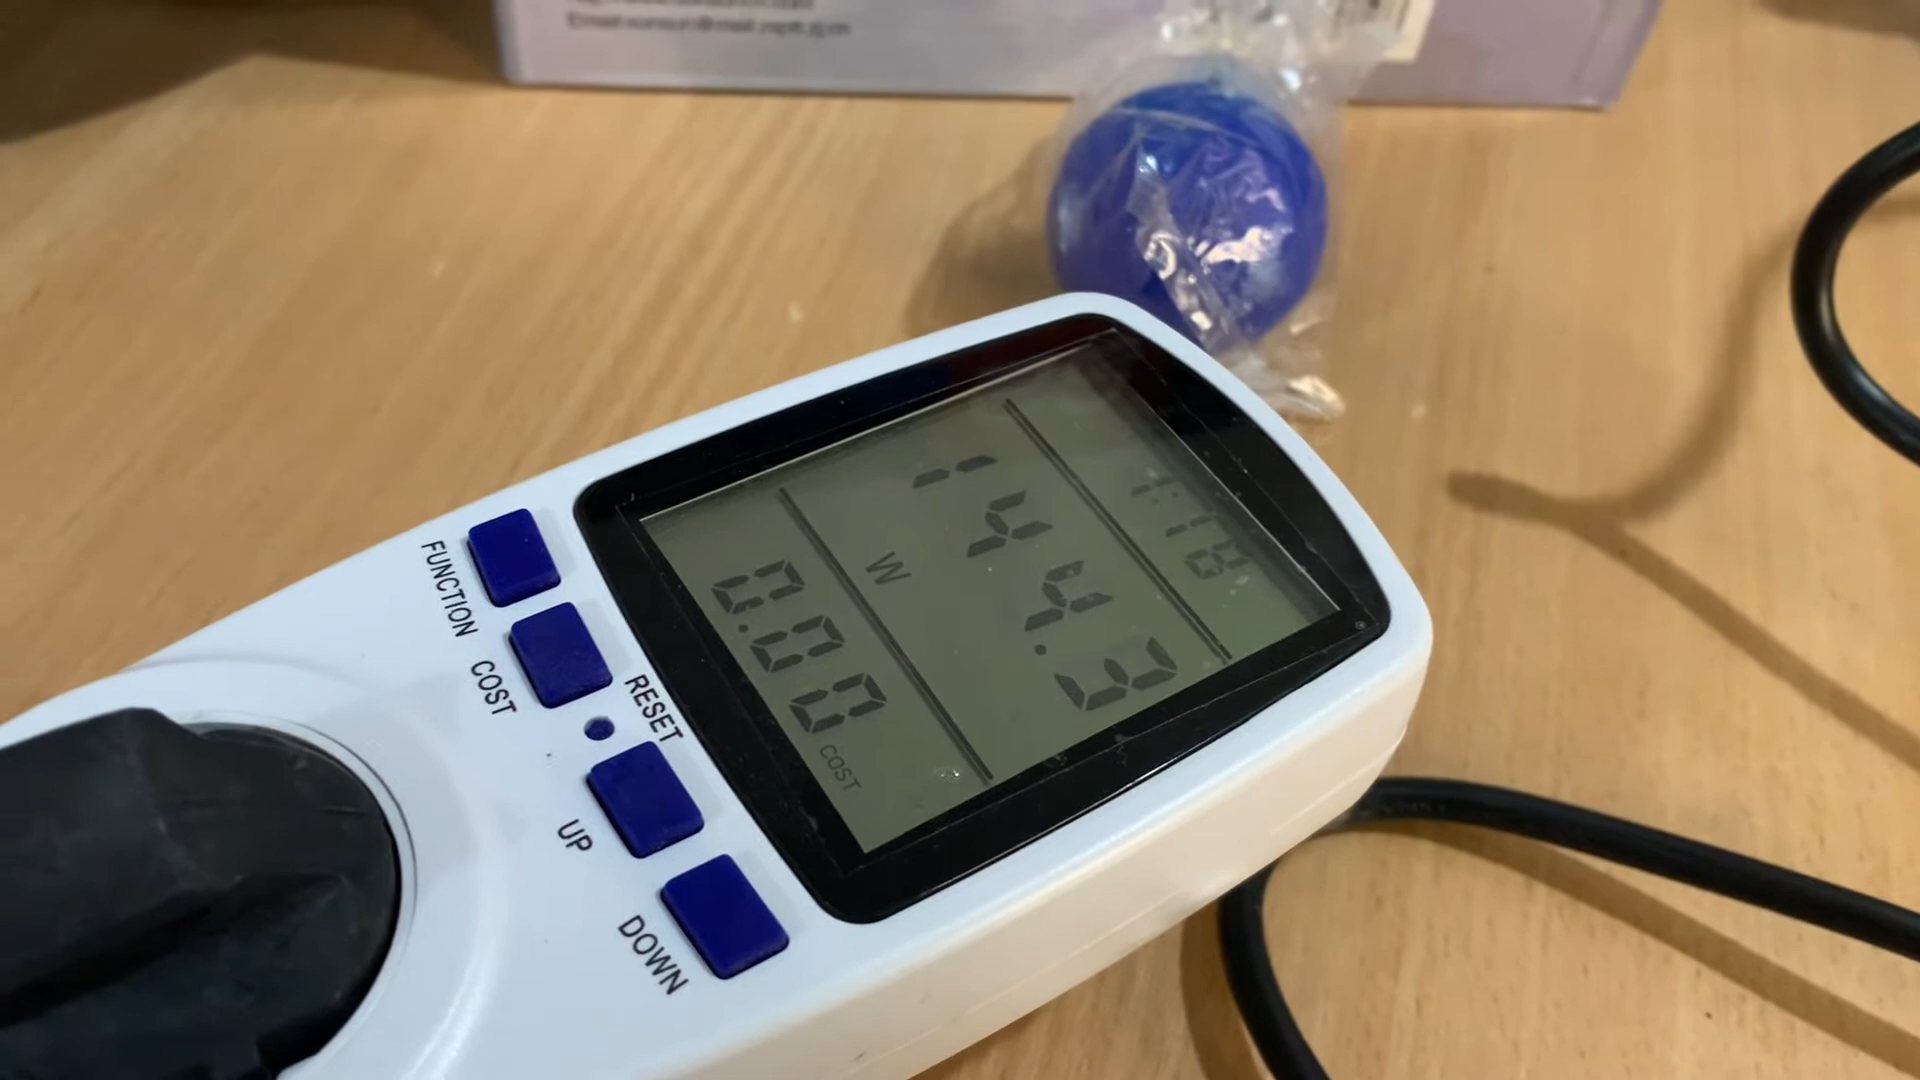 144.3
W
0.00
COST
FUNCTION
COST
RESET
UP
DOWN